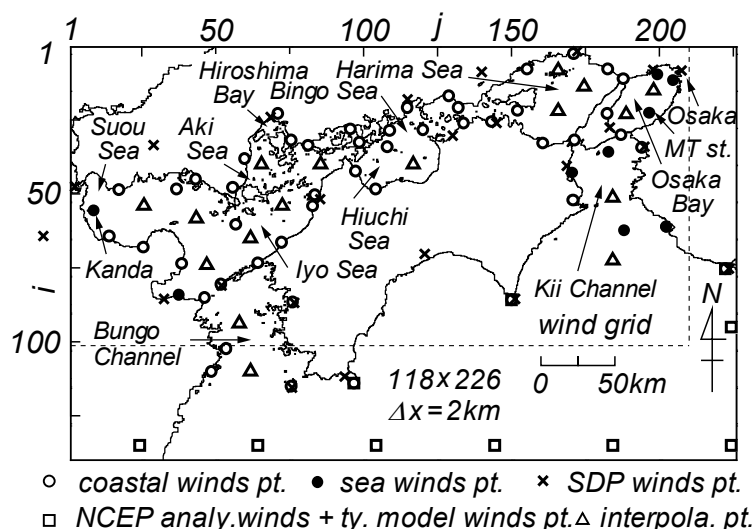 1 50 100 j 150 200
1
50
i
100
Hiroshima
Bay
Bingo Sea
Harima Sea
Suou
Sea
Aki
Sea
Osaka
MT st.
Osaka
Bay
Hiuchi
Sea
Kanda
Iyo Sea
Kii Channel
N
Bungo
Channel
wind grid
0 50km
118x226
Δx=2km
○ coastal winds pt. ● sea winds pt. × SDP winds pt.
□ NCEP analy.winds + ty. model winds pt. △ interpola. pt.